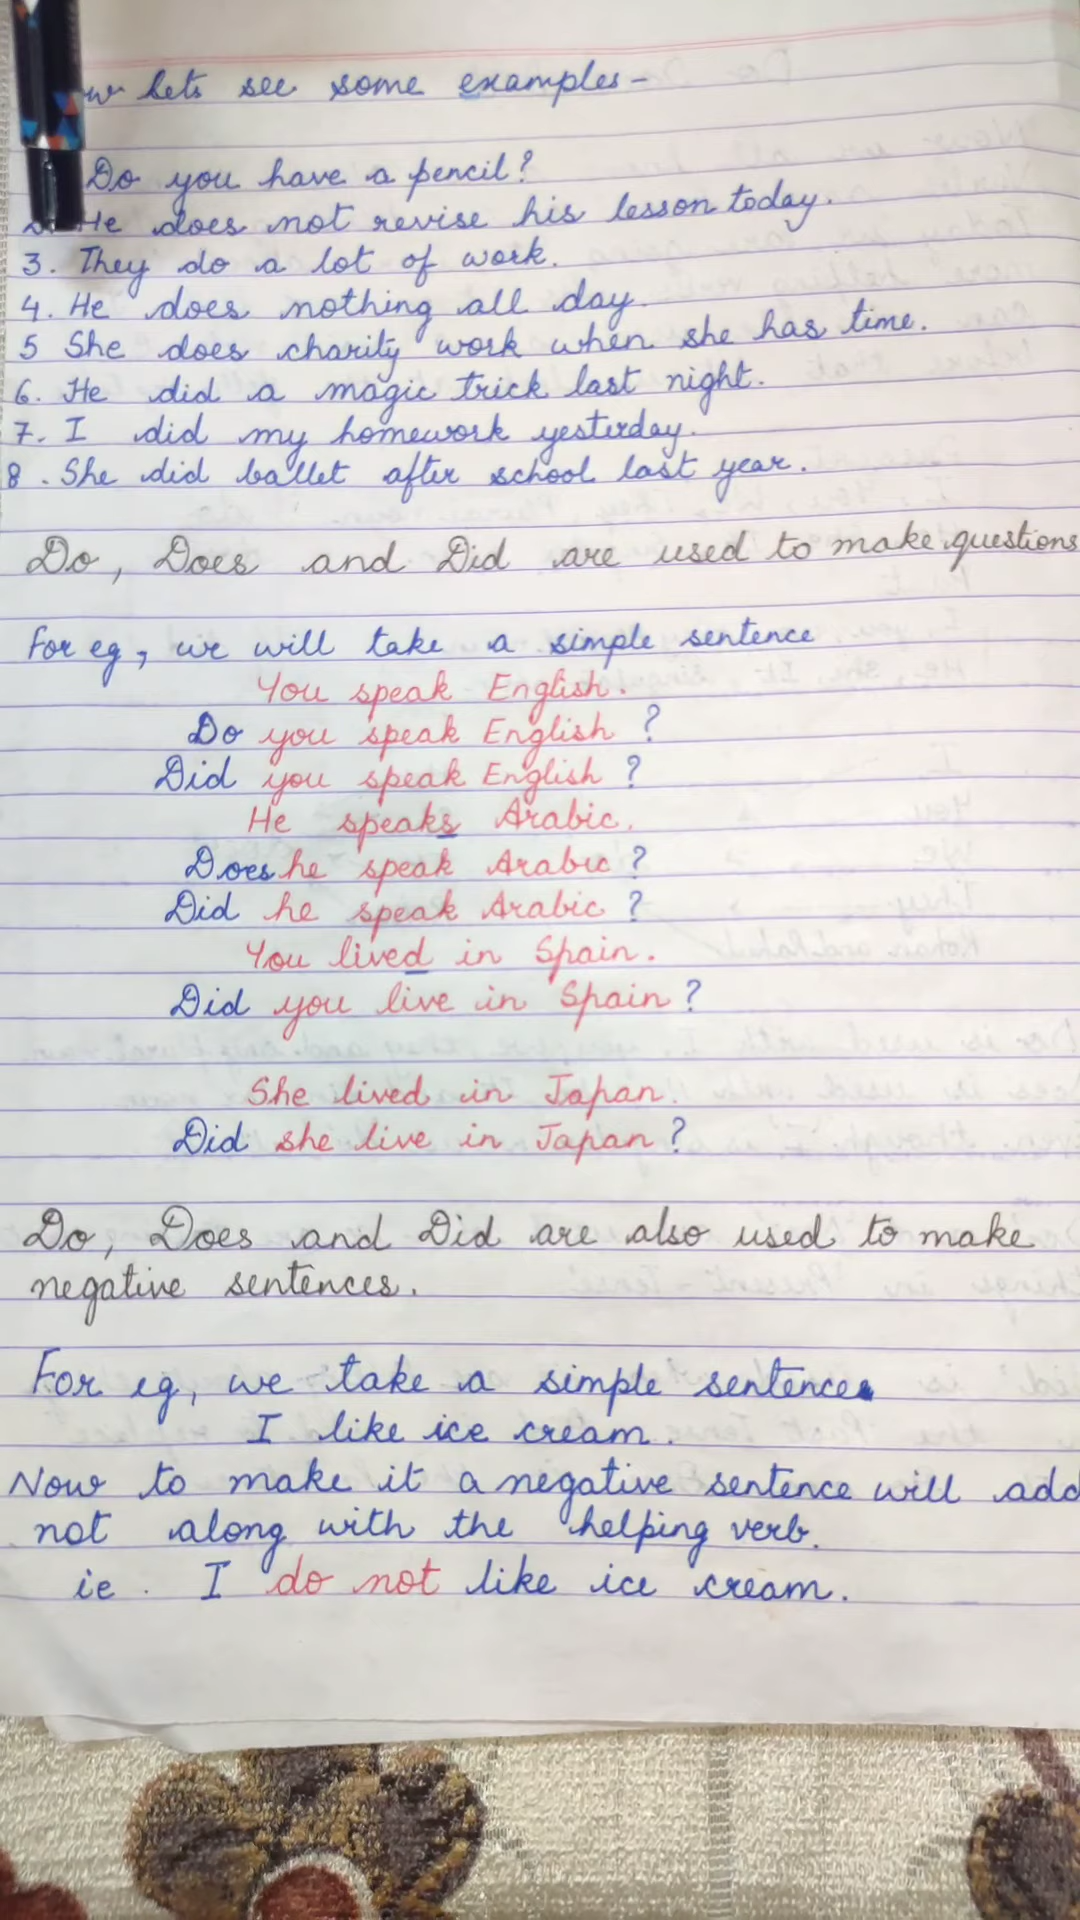 lets see some examples -
Do you have a pencil?
He does not revise his lesson today.
3. They do a lot of work.
4. He does nothing all day.
5 She does charity work when she has time.
6. He did a magic trick last night.
7. I did my homework yesterday.
8. She did ballet after school last year.
Do, Does and Did are used to make questions
For eg, we will take a simple sentence
You speak English.
Do you speak English ?
Did you speak English ?
He speaks Arabic.
Does he speak Arabic ?
Did he speak Arabic ?
You lived in Spain.
Did you live in Spain ?
She lived in Japan.
Did she live in Japan ?
Do, Does and Did are also used to make
negative sentences.
For eg, we take a simple sentence
I like ice cream.
Now to make it a negative sentence will add
not along with the helping verb.
ie. I do not like ice cream.